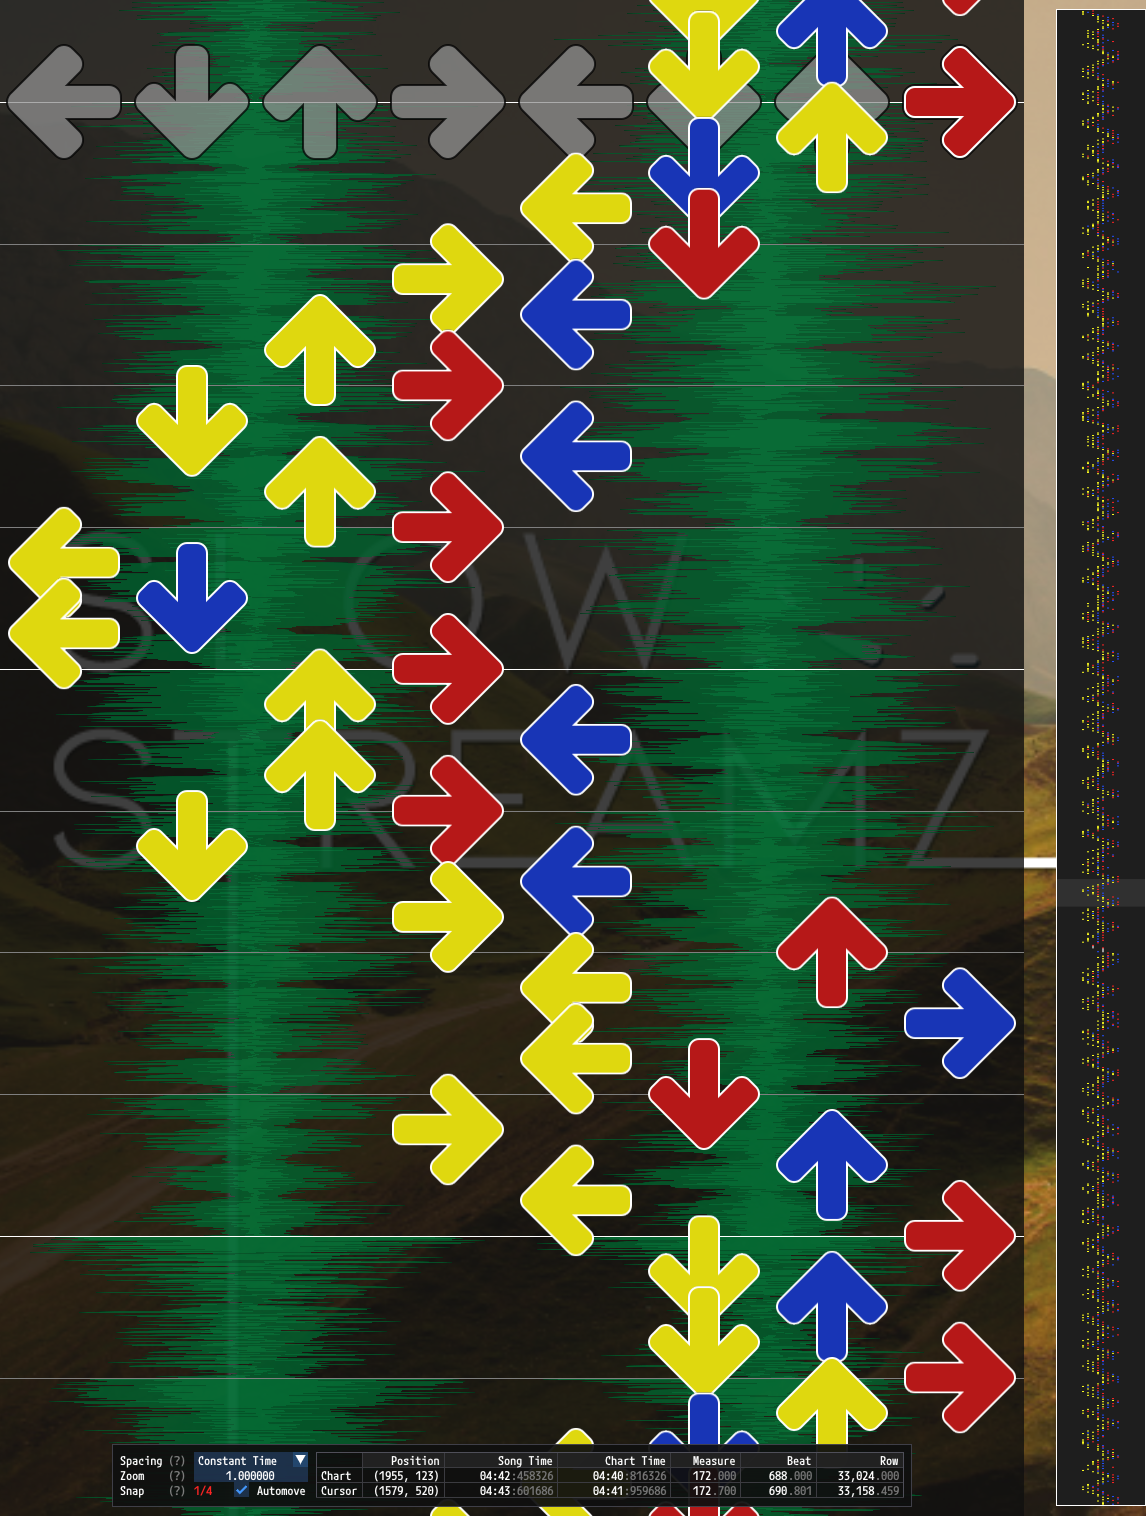 SLOW
STREAMZ
Spacing (?) Constant Time
Zoom (?) 1.000000
Snap (?) 1/4 Automove
Position Song Time Chart Time Measure Beat Row
Chart (1955, 123) 04:42:458326 04:40:816326 172.000 688.000 33,024.000
Cursor (1579, 520) 04:43:601686 04:41:959686 172.700 690.801 33,158.459